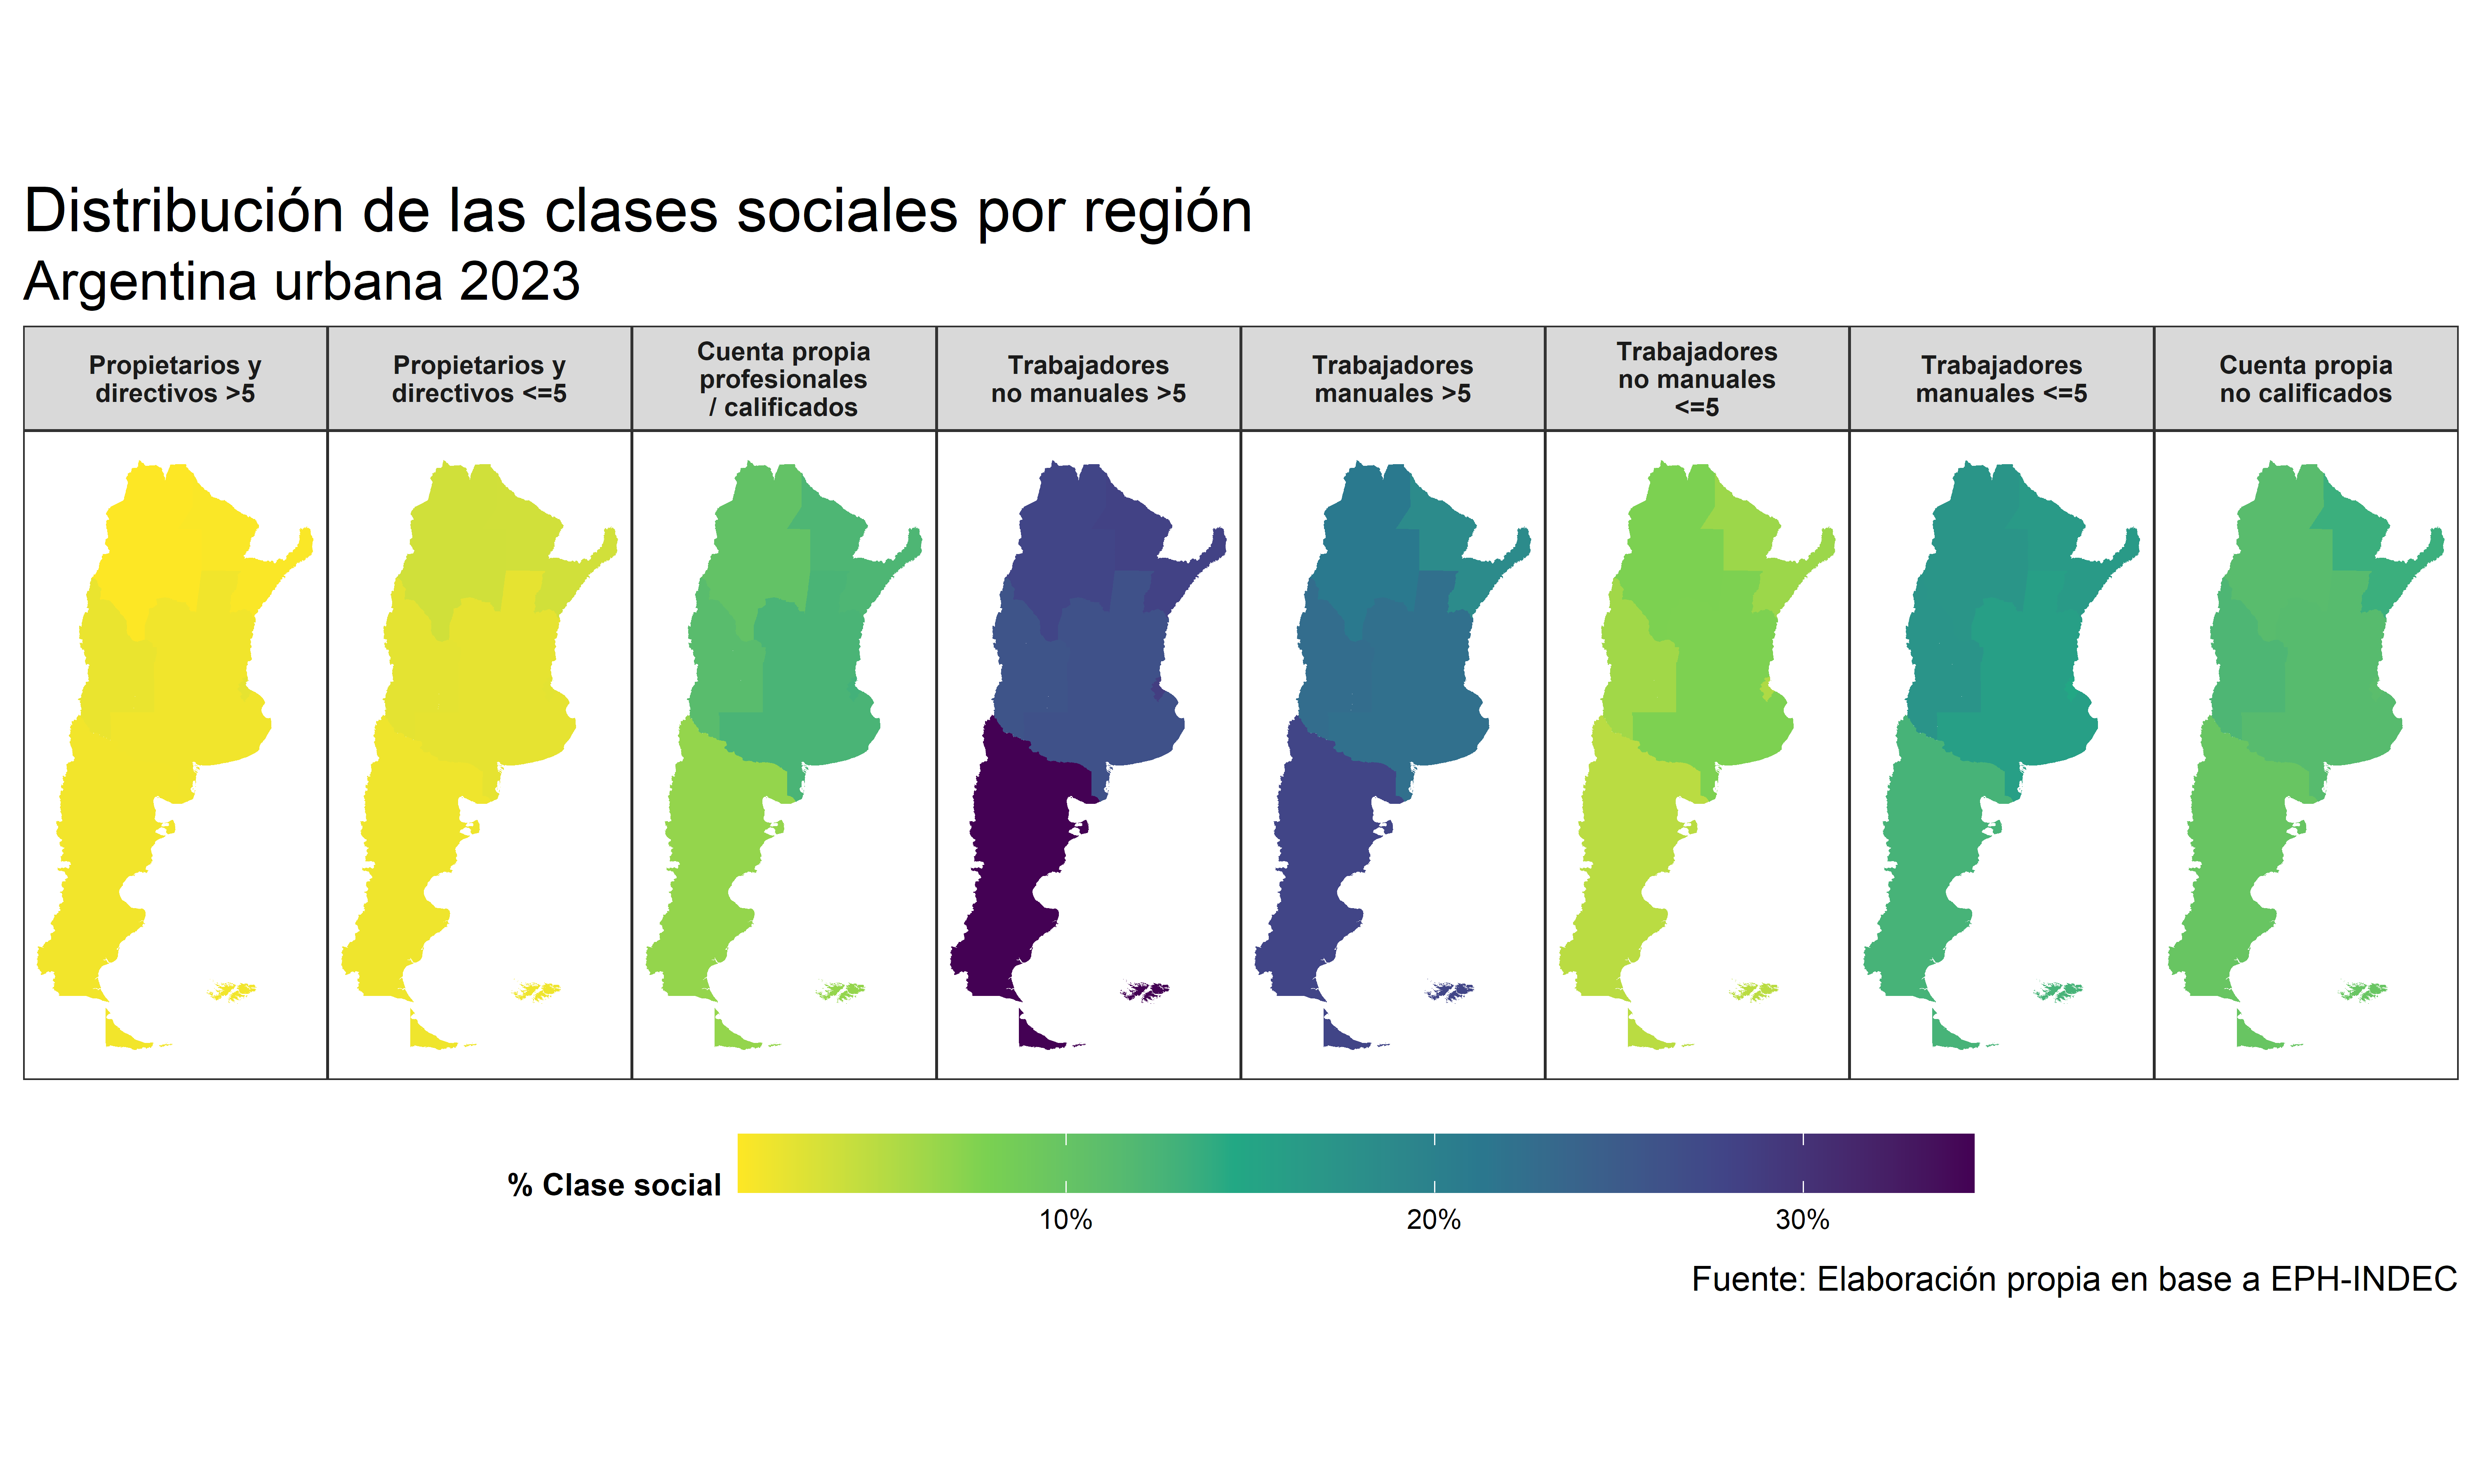 Distribución de las clases sociales por región
Argentina urbana 2023
Propietarios y
directivos >5
Propietarios y
directivos <=5
Cuenta propia
profesionales
/ calificados
Trabajadores
no manuales >5
Trabajadores
manuales >5
Trabajadores
no manuales
<=5
Trabajadores
manuales <=5
Cuenta propia
no calificados
% Clase social
10%
20%
30%
Fuente: Elaboración propia en base a EPH-INDEC